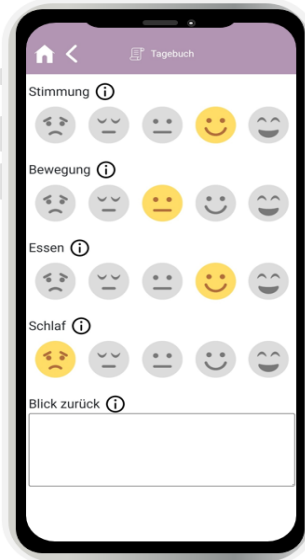 Tagebuch
Stimmung
Bewegung
Essen
Schlaf
Blick zurück